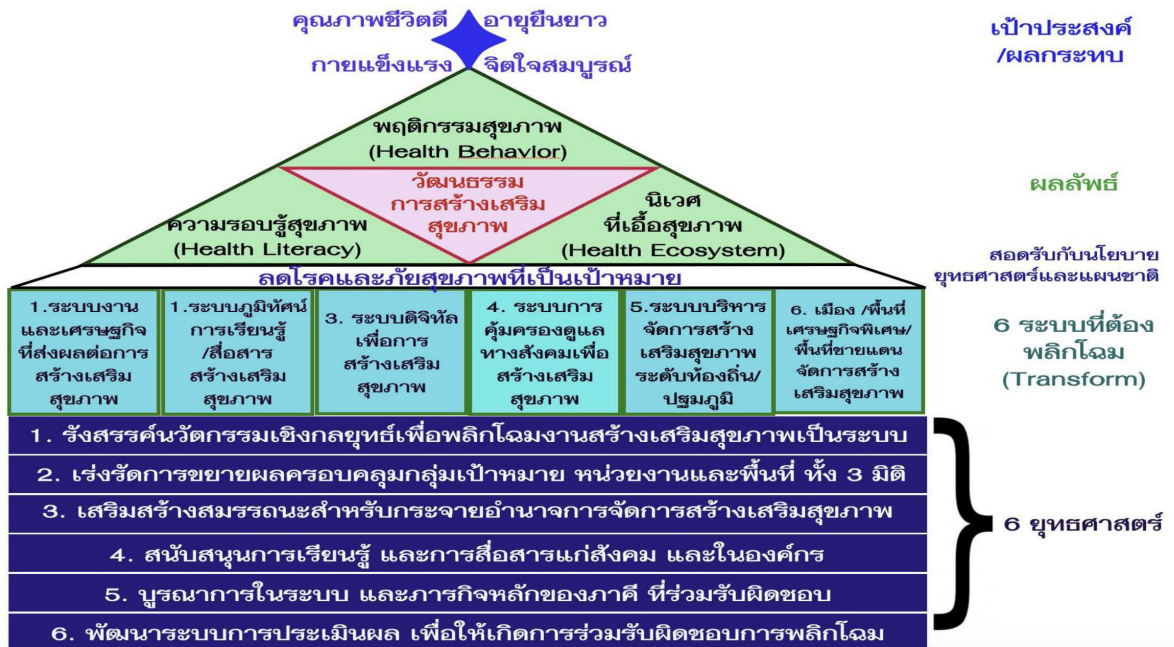 คุณภาพชีวิตดี อายุยืนยาว
กายแข็งแรง จิตใจสมบูรณ์
เป้าประสงค์
/ผลกระทบ
พฤติกรรมสุขภาพ
(Health Behavior)
วัฒนธรรม
การสร้างเสริม
สุขภาพ
ความรอบรู้สุขภาพ
(Health Literacy)
นิเวศ
ที่เอื้อสุขภาพ
(Health Ecosystem)
ผลลัพธ์
ลดโรคและภัยสุขภาพที่เป็นเป้าหมาย
สอดรับกับนโยบาย
ยุทธศาสตร์และแผนชาติ
1.ระบบงาน
และเศรษฐกิจ
ที่ส่งผลต่อการ
สร้างเสริม
สุขภาพ
1.ระบบภูมิทัศน์
การเรียนรู้
/สื่อสาร
สร้างเสริม
สุขภาพ
3. ระบบดิจิทัล
เพื่อการ
สร้างเสริม
สุขภาพ
4. ระบบการ
คุ้มครองดูแล
ทางสังคมเพื่อ
สร้างเสริม
สุขภาพ
5.ระบบบริหาร
จัดการสร้าง
เสริมสุขภาพ
ระดับท้องถิ่น/
ปฐมภูมิ
6. เมือง /พื้นที่
เศรษฐกิจพิเศษ/
พื้นที่ชายแดน
จัดการสร้าง
เสริมสุขภาพ
6 ระบบที่ต้อง
พลิกโฉม
(Transform)
1. รังสรรค์นวัตกรรมเชิงกลยุทธ์เพื่อพลิกโฉมงานสร้างเสริมสุขภาพเป็นระบบ
2. เร่งรัดการขยายผลครอบคลุมกลุ่มเป้าหมาย หน่วยงานและพื้นที่ ทั้ง 3 มิติ
3. เสริมสร้างสมรรถนะสำหรับกระจายอำนาจการจัดการสร้างเสริมสุขภาพ
4. สนับสนุนการเรียนรู้ และการสื่อสารแก่สังคม และในองค์กร
5. บูรณาการในระบบ และภารกิจหลักของภาคี ที่ร่วมรับผิดชอบ
6. พัฒนาระบบการประเมินผล เพื่อให้เกิดการร่วมรับผิดชอบการพลิกโฉม
6 ยุทธศาสตร์